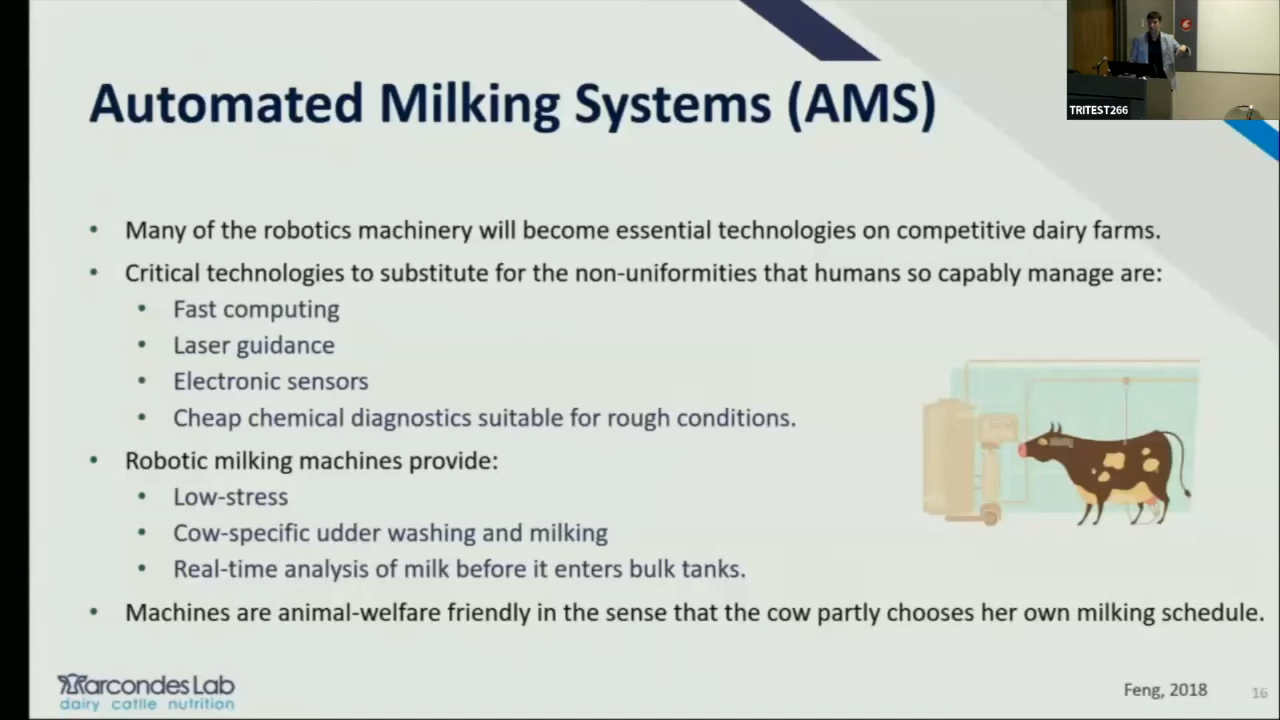 TRITEST266
Automated Milking Systems (AMS)
• Many of the robotics machinery will become essential technologies on competitive dairy farms.
• Critical technologies to substitute for the non-uniformities that humans so capably manage are:
• Fast computing
• Laser guidance
• Electronic sensors
• Cheap chemical diagnostics suitable for rough conditions.
• Robotic milking machines provide:
• Low-stress
• Cow-specific udder washing and milking
• Real-time analysis of milk before it enters bulk tanks.
• Machines are animal-welfare friendly in the sense that the cow partly chooses her own milking schedule.
Marcondes Lab
dairy cattle nutrition
Feng, 2018
16